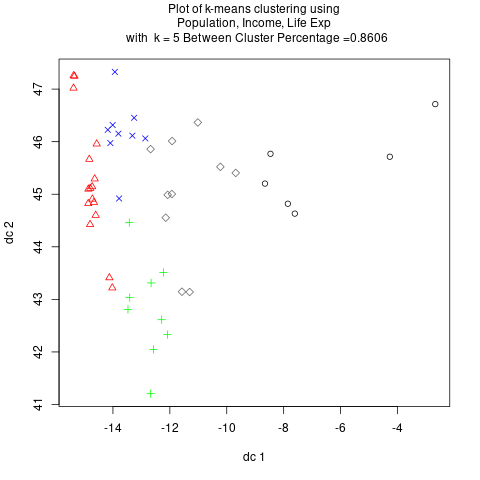 Plot of k-means clustering using
Population, Income, Life Exp
with k = 5 Between Cluster Percentage =0.8606
47
46
45
44
43
42
41
dc 2
-14
-12
-10
-8
-6
-4
dc 1